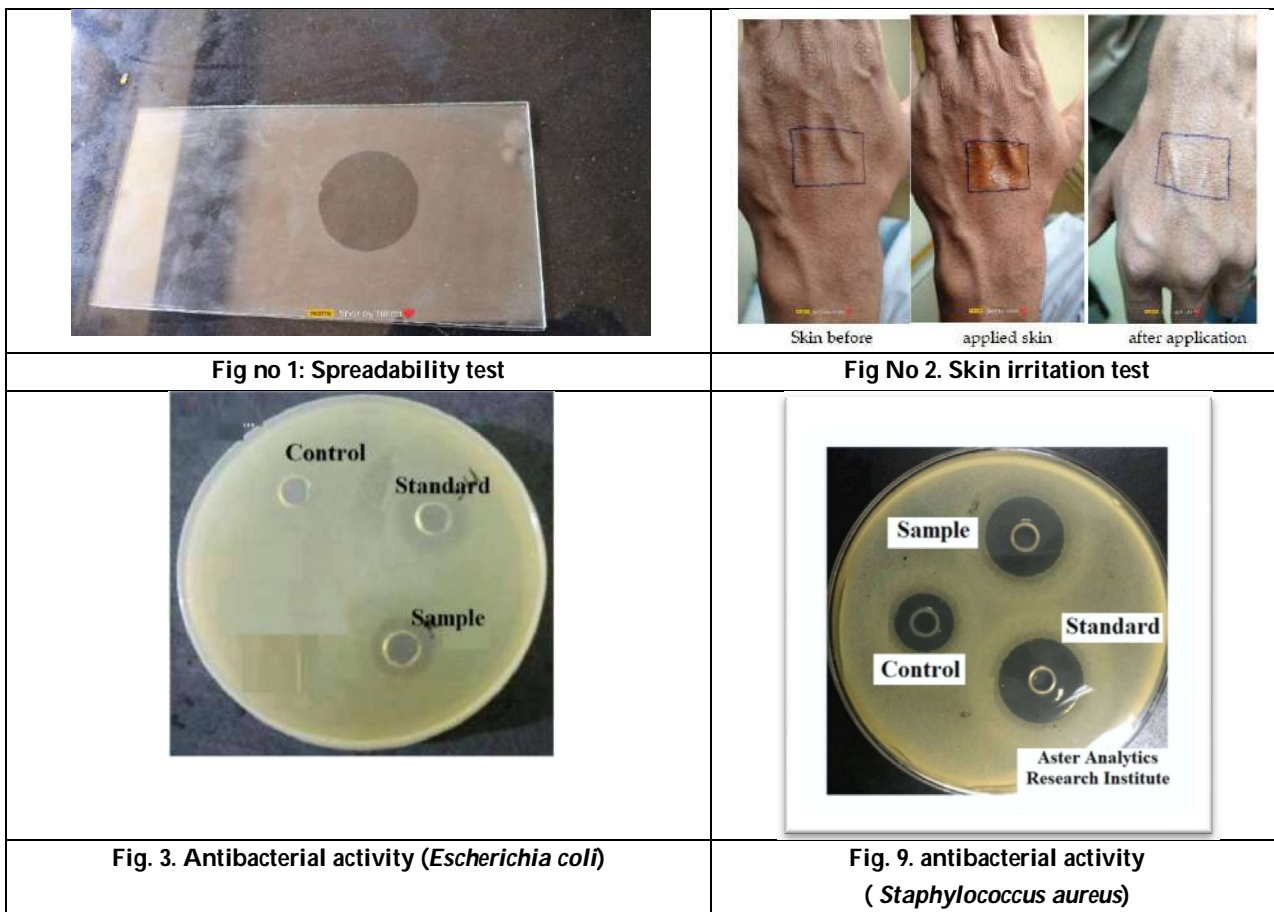 Skin before applied skin after application
Fig no 1: Spreadability test
Fig No 2. Skin irritation test
Control
Standard
Sample
Sample
Standard
Control
Aster Analytics
Research Institute
Fig. 3. Antibacterial activity (Escherichia coli)
Fig. 9. antibacterial activity
( Staphylococcus aureus)